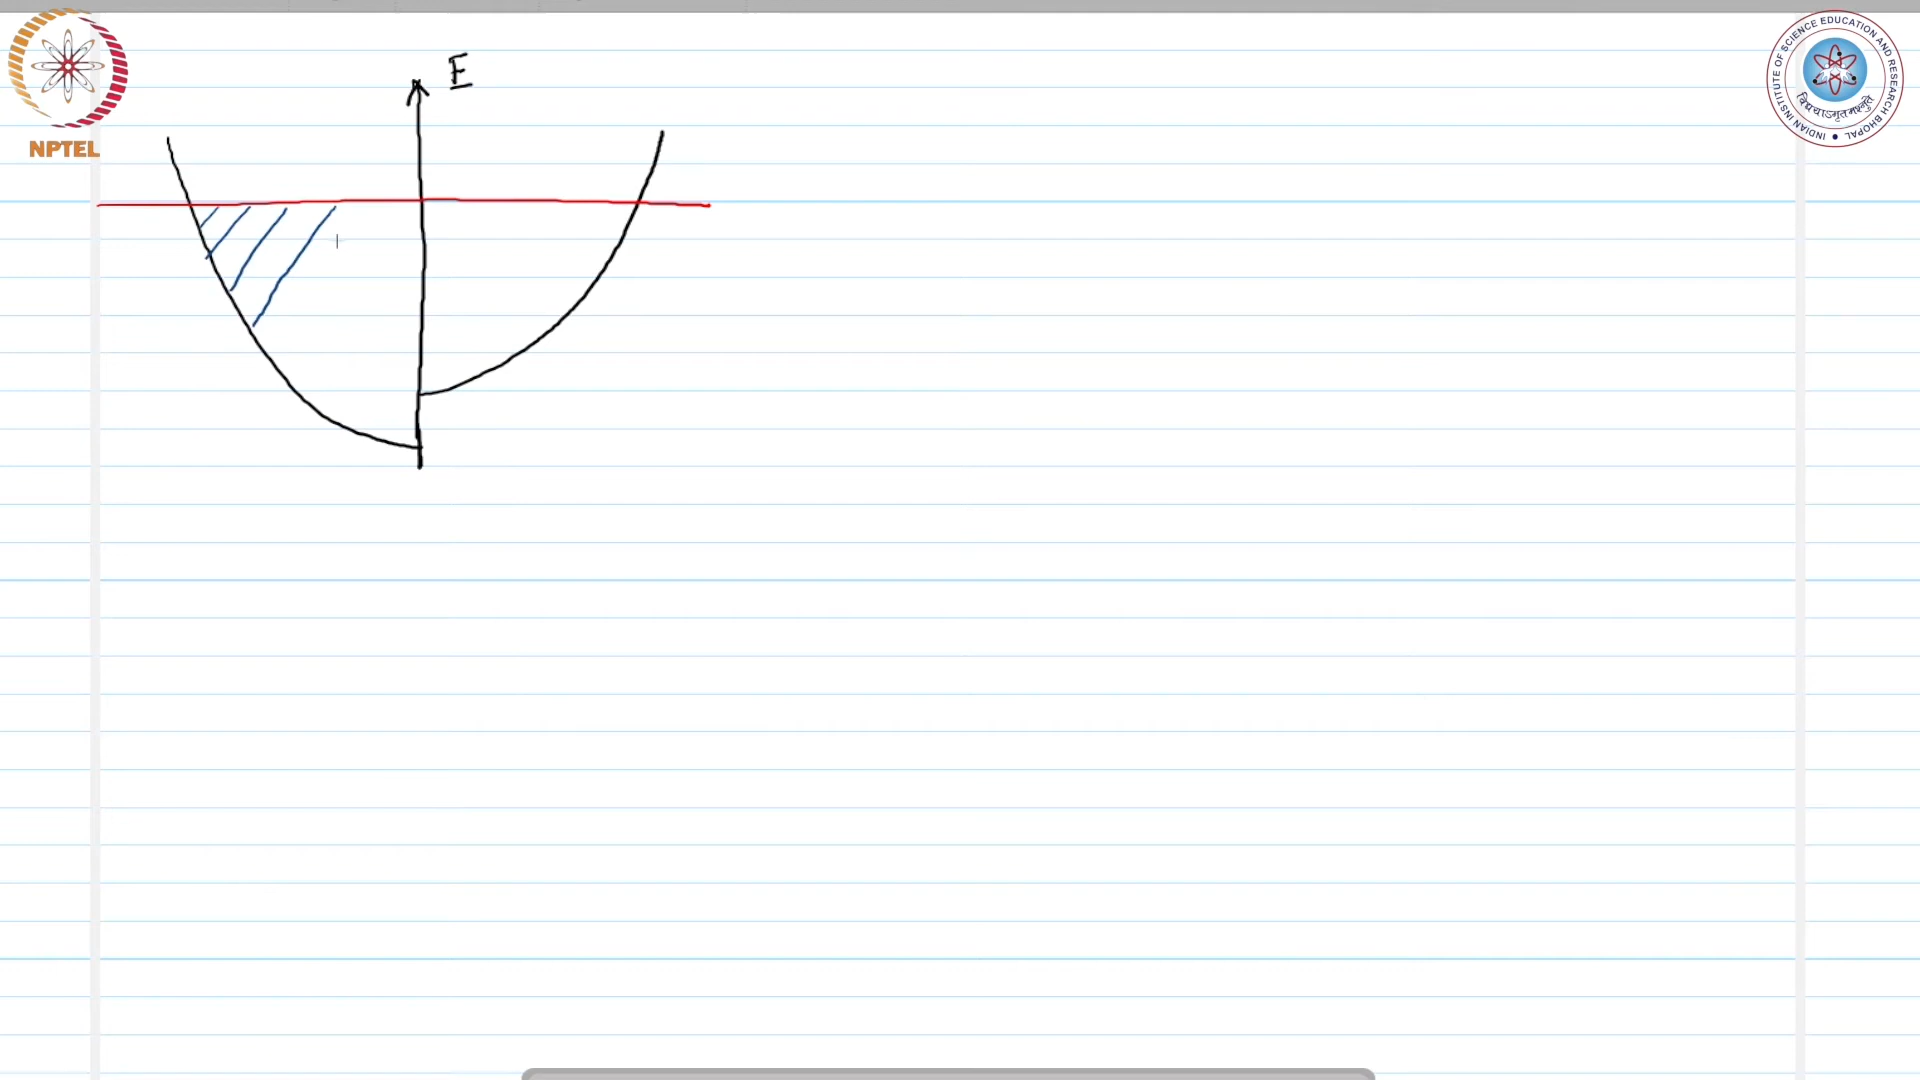 E
NPTEL
INDIAN INSTITUTE OF SCIENCE EDUCATION AND RESEARCH BHOPAL